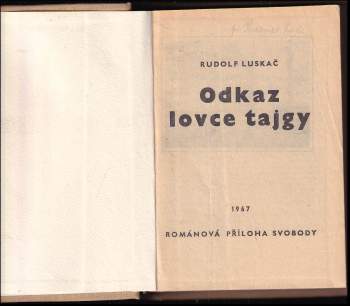 RUDOLF LUSKAČ
Odkaz
lovce tajgy
1967
ROMÁNOVÁ PŘÍLOHA SVOBODY